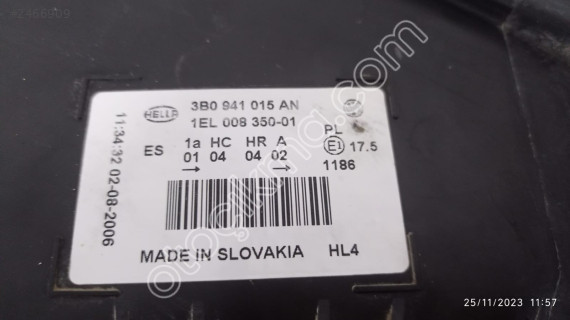 2466909
HELLA
3B0 941 015 AN
1EL 008 350-01
PL
ES
1a HC HR A
01 04 04 02
E1 17.5
1186
11:34:32 02-08-2006
MADE IN SLOVAKIA HL4
otocikma.com
25/11/2023 11:57